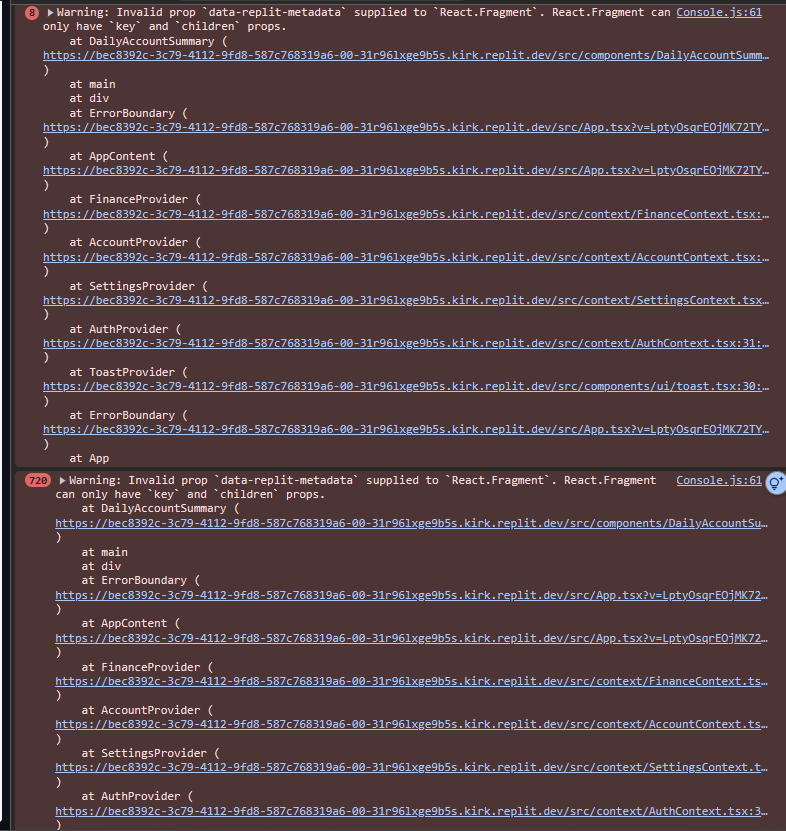 8 ▶Warning: Invalid prop `data-replit-metadata` supplied to `React.Fragment`. React.Fragment can Console.js:61
only have `key` and `children` props.
at DailyAccountSummary (
https://bec8392c-3c79-4112-9fd8-587c768319a6-00-31r96lxge9b5s.kirk.replit.dev/src/components/DailyAccountSumm…
)
at main
at div
at ErrorBoundary (
https://bec8392c-3c79-4112-9fd8-587c768319a6-00-31r96lxge9b5s.kirk.replit.dev/src/App.tsx?v=LptyOsqrEOjMK72TY…
)
at AppContent (
https://bec8392c-3c79-4112-9fd8-587c768319a6-00-31r96lxge9b5s.kirk.replit.dev/src/App.tsx?v=LptyOsqrEOjMK72TY…
)
at FinanceProvider (
https://bec8392c-3c79-4112-9fd8-587c768319a6-00-31r96lxge9b5s.kirk.replit.dev/src/context/FinanceContext.tsx:…
)
at AccountProvider (
https://bec8392c-3c79-4112-9fd8-587c768319a6-00-31r96lxge9b5s.kirk.replit.dev/src/context/AccountContext.tsx:…
)
at SettingsProvider (
https://bec8392c-3c79-4112-9fd8-587c768319a6-00-31r96lxge9b5s.kirk.replit.dev/src/context/SettingsContext.tsx…
)
at AuthProvider (
https://bec8392c-3c79-4112-9fd8-587c768319a6-00-31r96lxge9b5s.kirk.replit.dev/src/context/AuthContext.tsx:31:…
)
at ToastProvider (
https://bec8392c-3c79-4112-9fd8-587c768319a6-00-31r96lxge9b5s.kirk.replit.dev/src/components/ui/toast.tsx:30:…
)
at ErrorBoundary (
https://bec8392c-3c79-4112-9fd8-587c768319a6-00-31r96lxge9b5s.kirk.replit.dev/src/App.tsx?v=LptyOsqrEOjMK72TY…
)
at App
720 ▶Warning: Invalid prop `data-replit-metadata` supplied to `React.Fragment`. React.Fragment Console.js:61
can only have `key` and `children` props.
at DailyAccountSummary (
https://bec8392c-3c79-4112-9fd8-587c768319a6-00-31r96lxge9b5s.kirk.replit.dev/src/components/DailyAccountSu…
)
at main
at div
at ErrorBoundary (
https://bec8392c-3c79-4112-9fd8-587c768319a6-00-31r96lxge9b5s.kirk.replit.dev/src/App.tsx?v=LptyOsqrEOjMK72…
)
at AppContent (
https://bec8392c-3c79-4112-9fd8-587c768319a6-00-31r96lxge9b5s.kirk.replit.dev/src/App.tsx?v=LptyOsqrEOjMK72…
)
at FinanceProvider (
https://bec8392c-3c79-4112-9fd8-587c768319a6-00-31r96lxge9b5s.kirk.replit.dev/src/context/FinanceContext.ts…
)
at AccountProvider (
https://bec8392c-3c79-4112-9fd8-587c768319a6-00-31r96lxge9b5s.kirk.replit.dev/src/context/AccountContext.ts…
)
at SettingsProvider (
https://bec8392c-3c79-4112-9fd8-587c768319a6-00-31r96lxge9b5s.kirk.replit.dev/src/context/SettingsContext.t…
)
at AuthProvider (
https://bec8392c-3c79-4112-9fd8-587c768319a6-00-31r96lxge9b5s.kirk.replit.dev/src/context/AuthContext.tsx:3…
)